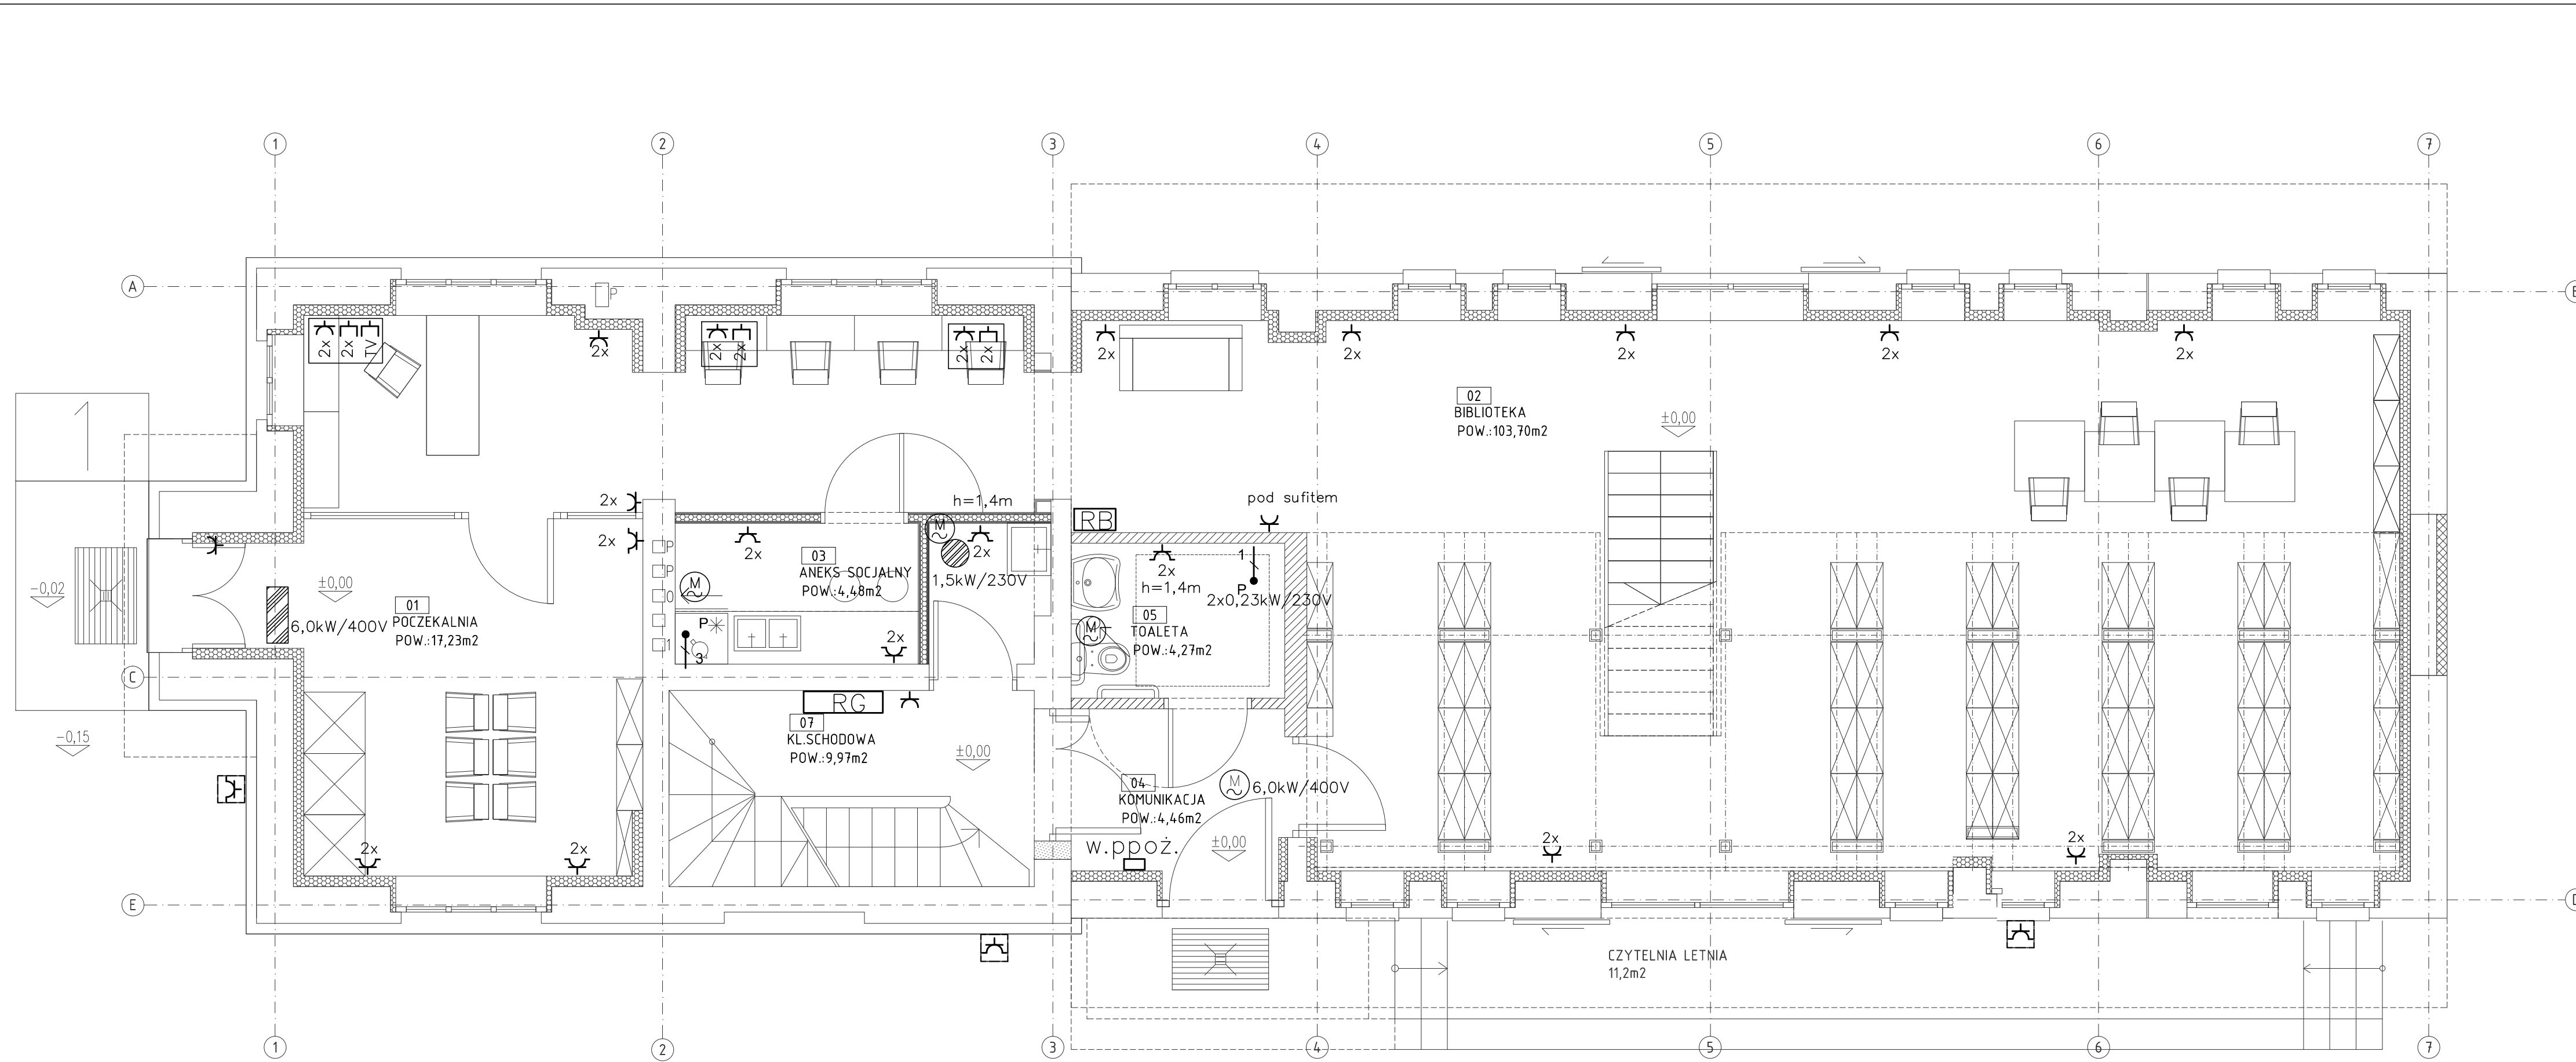 1 2 3 4 5 6 7
A
P
2x 2x TV
2x
2x 2x
2x 2x
2x
2x
2x
2x
2x
02
BIBLIOTEKA
POW.:103,70m2
±0,00
1
2x
h=1,4m
pod sufitem
RB
2x
M
2x
2x
03
ANEKS SOCJALNY
POW.:4,48m2
1,5kW/230V
P
P
0
1
M
P
3
2x
2x
h=1,4m
1
P
2x0,23kW/230V
05
TOALETA
POW.:4,27m2
M
-0,02
±0,00
01
POCZEKALNIA
POW.:17,23m2
6,0kW/400V
C
-0,15
RG
07
KL.SCHODOWA
POW.:9,97m2
±0,00
04
KOMUNIKACJA
POW.:4,46m2
M
6,0kW/400V
w.ppoż.
±0,00
2x
2x
2x
2x
E
CZYTELNIA LETNIA
11,2m2
1 2 3 4 5 6 7